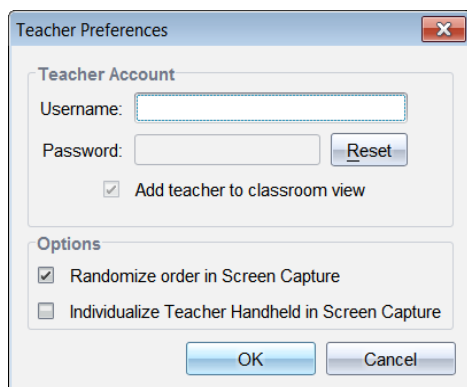 Teacher Preferences
Teacher Account
Username:
Password:
Reset
Add teacher to classroom view
Options
Randomize order in Screen Capture
Individualize Teacher Handheld in Screen Capture
OK
Cancel